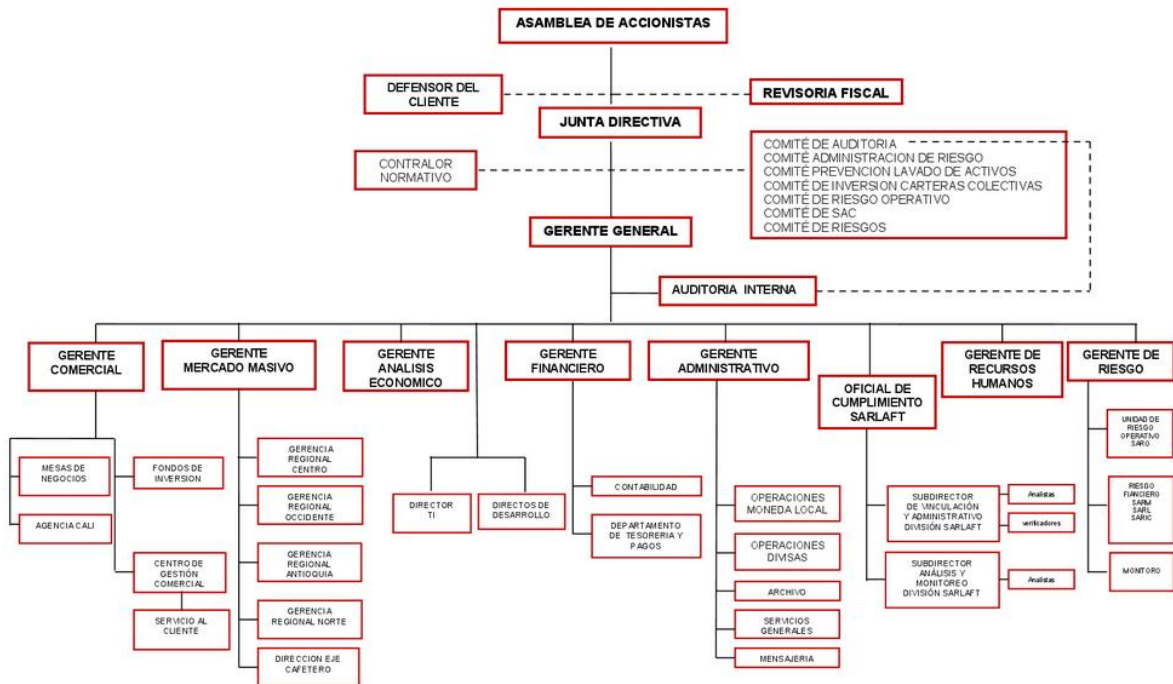 ASAMBLEA DE ACCIONISTAS
DEFENSOR DEL
CLIENTE
REVISORIA FISCAL
JUNTA DIRECTIVA
CONTRALOR
NORMATIVO
COMITÉ DE AUDITORIA
COMITÉ ADMINISTRACION DE RIESGO
COMITÉ PREVENCION LAVADO DE ACTIVOS
COMITÉ DE INVERSION CARTERAS COLECTIVAS
COMITÉ DE RIESGO OPERATIVO
COMITÉ DE SAC
COMITÉ DE RIESGOS
GERENTE GENERAL
AUDITORIA INTERNA
GERENTE
COMERCIAL
GERENTE
MERCADO MASIVO
GERENTE
ANALISIS
ECONOMICO
GERENTE
FINANCIERO
GERENTE
ADMINISTRATIVO
OFICIAL DE
CUMPLIMIENTO
SARLAFT
GERENTE DE
RECURSOS
HUMANOS
GERENTE DE
RIESGO
MESAS DE
NEGOCIOS
FONDOS DE
INVERSION
AGENCIA CALI
CENTRO DE
GESTIÓN
COMERCIAL
SERVICIO AL
CLIENTE
GERENCIA
REGIONAL
CENTRO
GERENCIA
REGIONAL
OCCIDENTE
GERENCIA
REGIONAL
ANTIOQUIA
GERENCIA
REGIONAL NORTE
DIRECCION EJE
CAFETERO
DIRECTOR
TI
DIRECTOS DE
DESARROLLO
CONTABILIDAD
DEPARTAMENTO
DE TESORERIA Y
PAGOS
OPERACIONES
MONEDA LOCAL
OPERACIONES
DIVISAS
ARCHIVO
SERVICIOS
GENERALES
MENSAJERIA
SUBDIRECTOR
DE VINCULACIÓN
Y ADMINISTRATIVO
DIVISIÓN SARLAFT
Analistas
verificadores
SUBDIRECTOR
ANÁLISIS Y
MONITOREO
DIVISIÓN SARLAFT
Analistas
UNIDAD DE
RIESGO
OPERATIVO
SARO
RIESGO
FIANCIERO
SARM
SARL
SARIC
MONITORO